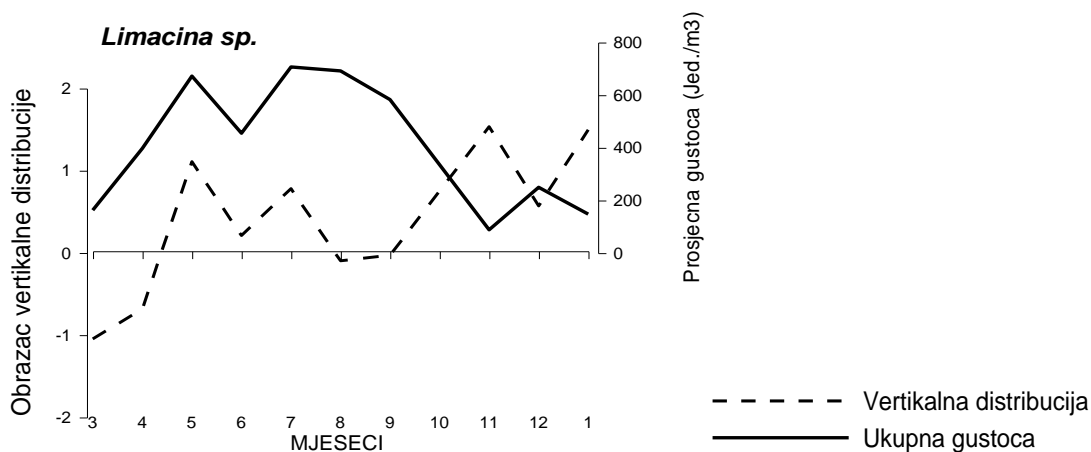 Limacina sp.
Obrazac vertikalne distribucije
2
1
0
-1
-2
800
600
400
200
0
Prosjecna gustoca (Jed./m3)
3 4 5 6 7 8 9 10 11 12 1
MJESECI
Vertikalna distribucija
Ukupna gustoca